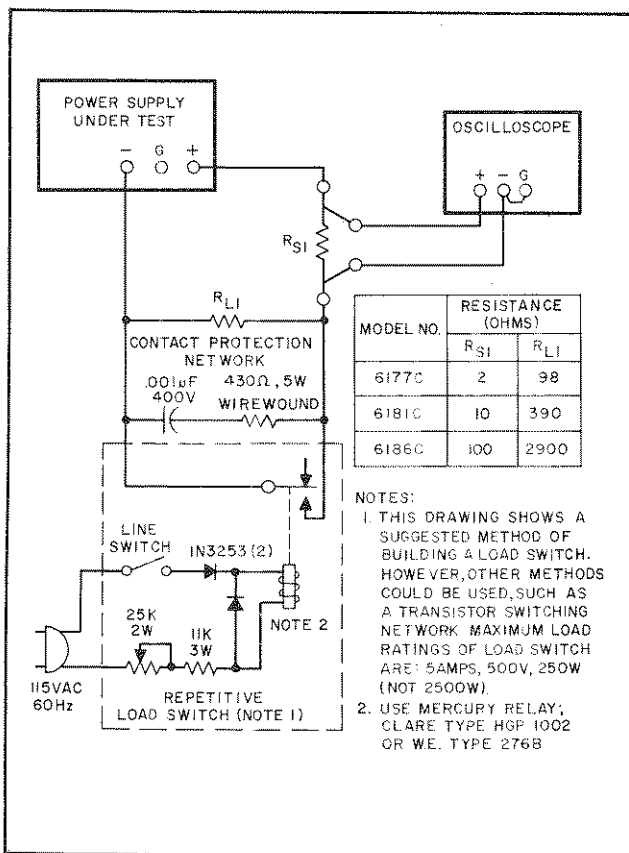 POWER SUPPLY
UNDER TEST
- G +
OSCILLOSCOPE
+ - G
RS1
RL1
CONTACT PROTECTION
NETWORK
.001µF
400V
430Ω, 5W
WIREWOUND
MODEL NO.
RESISTANCE
(OHMS)
RS1 RL1
6177C 2 98
6181C 10 390
6186C 100 2900
LINE
SWITCH
IN3253(2)
NOTE 2
25K
2W
11K
3W
115VAC
60Hz
REPETITIVE
LOAD SWITCH (NOTE 1)
NOTES:
1. THIS DRAWING SHOWS A
SUGGESTED METHOD OF
BUILDING A LOAD SWITCH.
HOWEVER, OTHER METHODS
COULD BE USED, SUCH AS
A TRANSISTOR SWITCHING
NETWORK MAXIMUM LOAD
RATINGS OF LOAD SWITCH
ARE: 5AMPS, 500V, 250W
(NOT 2500W).
2. USE MERCURY RELAY;
CLARE TYPE HGP 1002
OR W.E. TYPE 276B